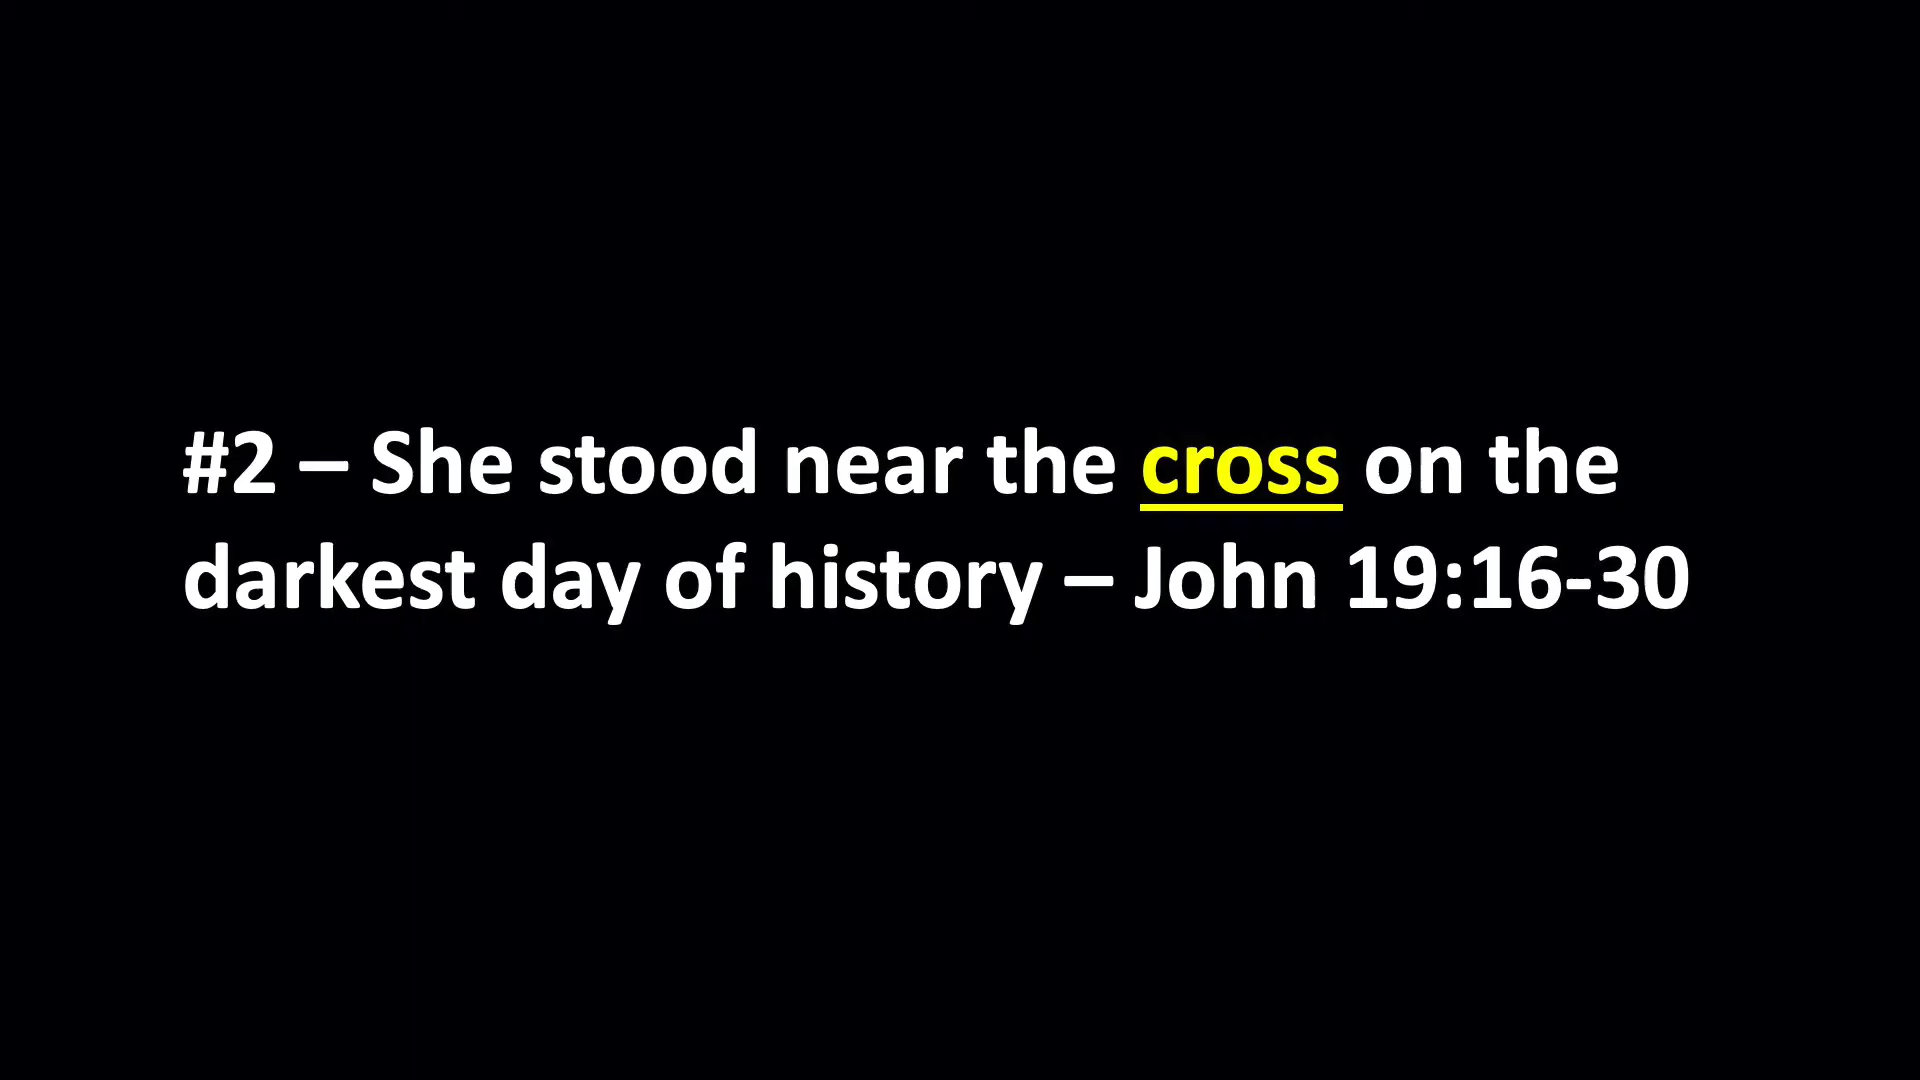 #2 – She stood near the cross on the
darkest day of history – John 19:16-30